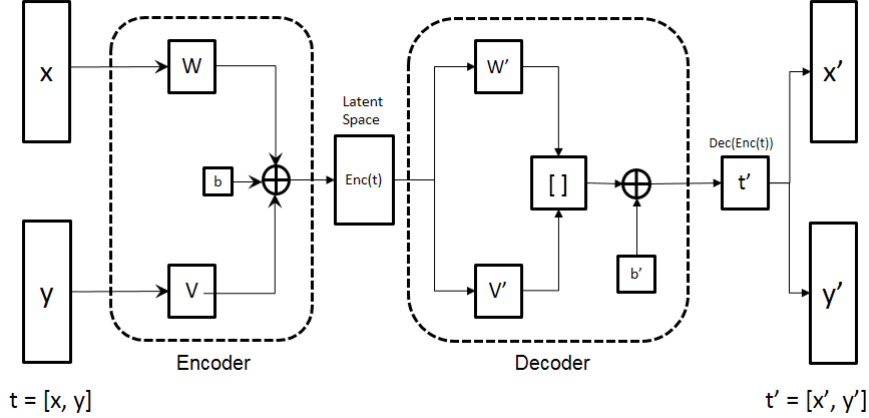 x
W
W'
x'
Latent
Space
Dec(Enc(t))
b
Enc(t)
[ ]
t'
y
V
V'
b'
y'
Encoder
Decoder
t = [x, y]
t' = [x', y']